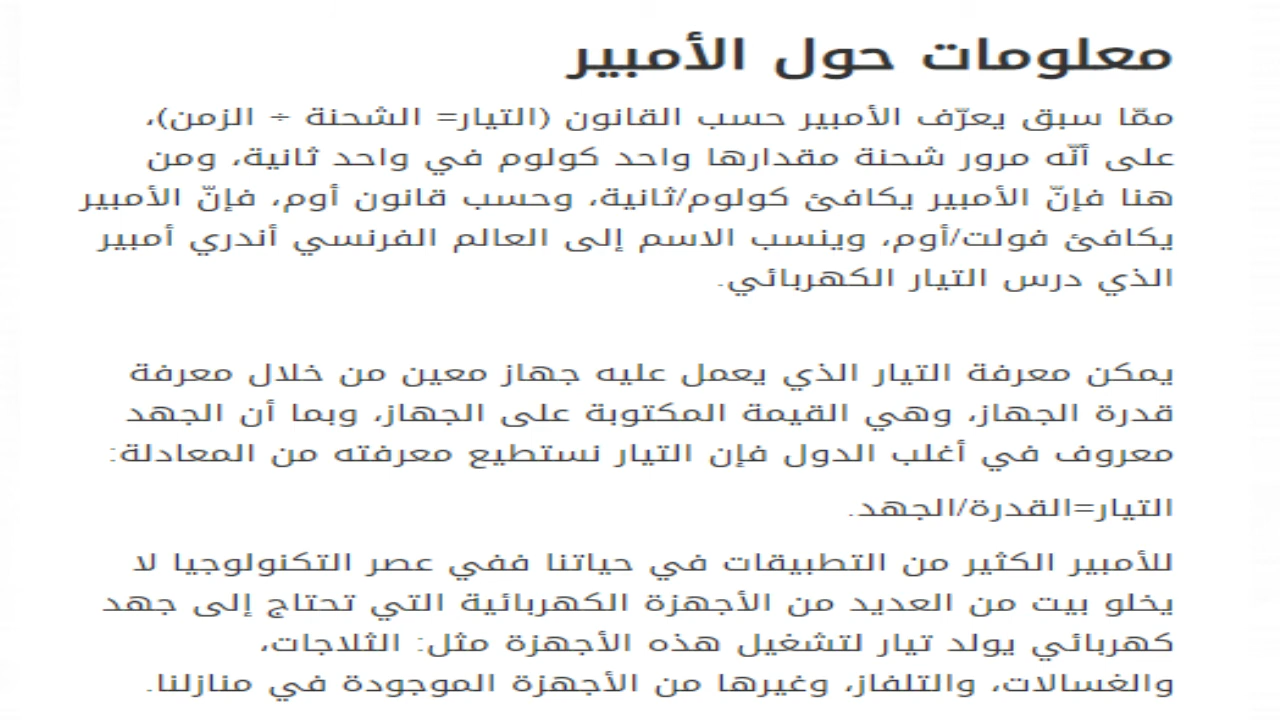 معلومات حول الأمبير
ممّا سبق يعرّف الأمبير حسب القانون (التيار= الشحنة ÷ الزمن)،
على أنّه مرور شحنة مقدارها واحد كولوم في واحد ثانية، ومن
هنا فإنّ الأمبير يكافئ كولوم/ثانية، وحسب قانون أوم، فإنّ الأمبير
يكافئ فولت/أوم، وينسب الاسم إلى العالم الفرنسي أندري أمبير
الذي درس التيار الكهربائي.
يمكن معرفة التيار الذي يعمل عليه جهاز معين من خلال معرفة
قدرة الجهاز، وهي القيمة المكتوبة على الجهاز، وبما أن الجهد
معروف في أغلب الدول فإن التيار نستطيع معرفته من المعادلة:
التيار=القدرة/الجهد.
للأمبير الكثير من التطبيقات في حياتنا ففي عصر التكنولوجيا لا
يخلو بيت من العديد من الأجهزة الكهربائية التي تحتاج إلى جهد
كهربائي يولد تيار لتشغيل هذه الأجهزة مثل: الثلاجات،
والغسالات، والتلفاز، وغيرها من الأجهزة الموجودة في منازلنا.